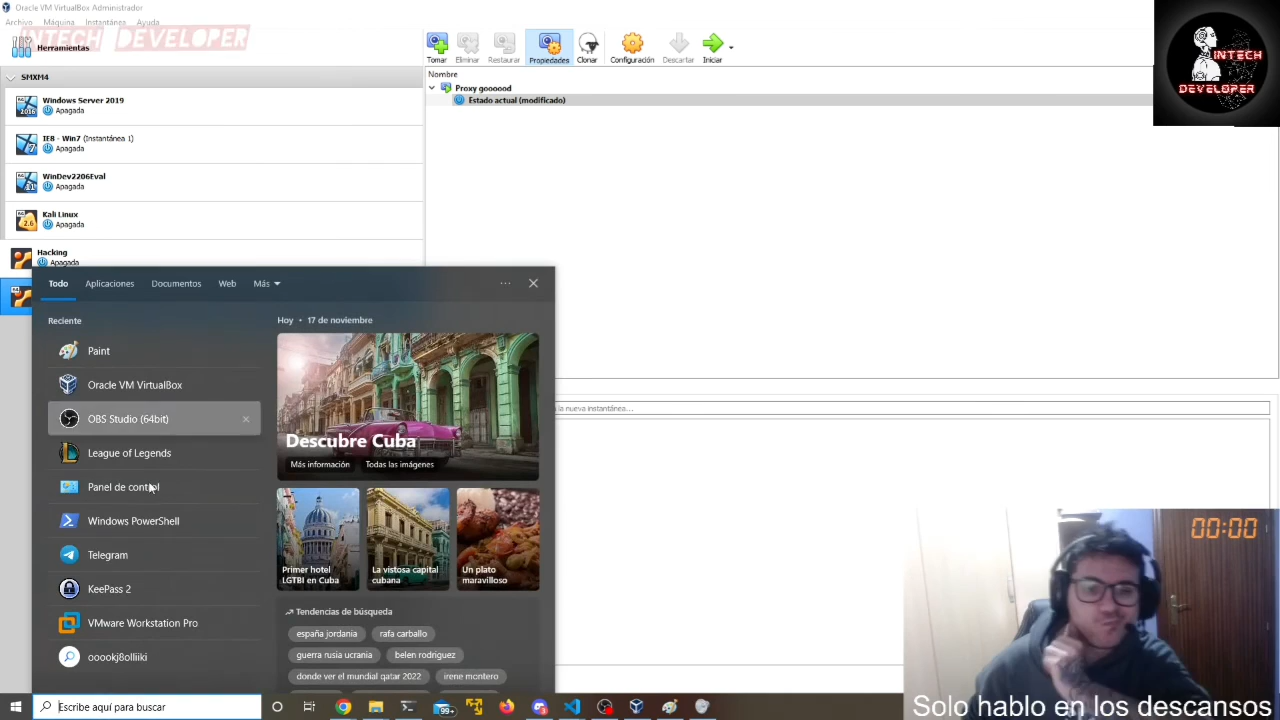 Oracle VM VirtualBox Administrador
Archivo Máquina Instantánea Ayuda
INTECH DEVELOPER
Herramientas
SMXM4
Windows Server 2019
Apagada
IE8 - Win7 (Instantánea 1)
Apagada
WinDev2206Eval
Apagada
Kali Linux
Apagada
Hacking
Apagada
Tomar Eliminar Restaurar Propiedades Clonar Configuración Descartar Iniciar
Nombre
Proxy goooood
Estado actual (modificado)
la nueva instantánea...
INTECH
DEVELOPER
Todo Aplicaciones Documentos Web Más
Reciente
Paint
Oracle VM VirtualBox
OBS Studio (64bit)
League of Legends
Panel de control
Windows PowerShell
Telegram
KeePass 2
VMware Workstation Pro
ooookj8olliiki
Hoy • 17 de noviembre
Descubre Cuba
Más información Todas las imágenes
Primer hotel
LGTBI en Cuba
La vistosa capital
cubana
Un plato
maravilloso
Tendencias de búsqueda
españa jordania rafa carballo
guerra rusia ucrania belen rodriguez
donde ver el mundial qatar 2022 irene montero
Escribe aquí para buscar
99+
00:00
Solo hablo en los descansos